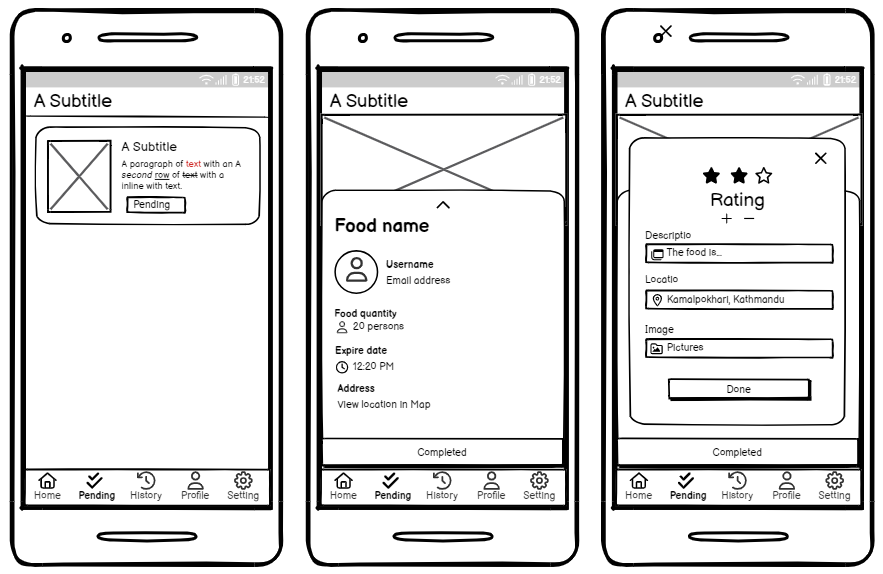 21:52
A Subtitle
A Subtitle
A paragraph of text with an A
second row of text with a
inline with text.
Pending
Home Pending History Profile Setting
21:52
A Subtitle
Food name
Username
Email address
Food quantity
20 persons
Expire date
12:20 PM
Address
View location in Map
Completed
Home Pending History Profile Setting
21:52
A Subtitle
Rating
+ −
Descriptio
The food is...
Locatio
Kamalpokhari, Kathmandu
Image
Pictures
Done
Completed
Home Pending History Profile Setting